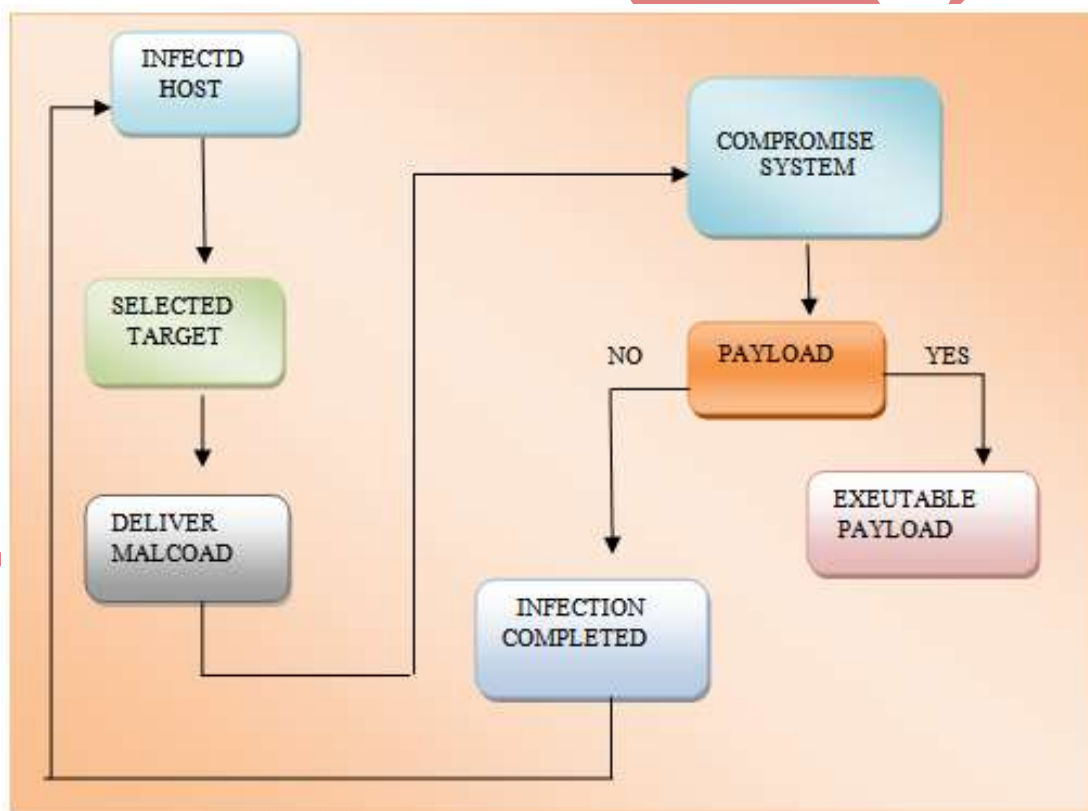 INFECTD
HOST
SELECTED
TARGET
DELIVER
MALCOAD
COMPROMISE
SYSTEM
PAYLOAD
NO
YES
EXEUTABLE
PAYLOAD
INFECTION
COMPLETED